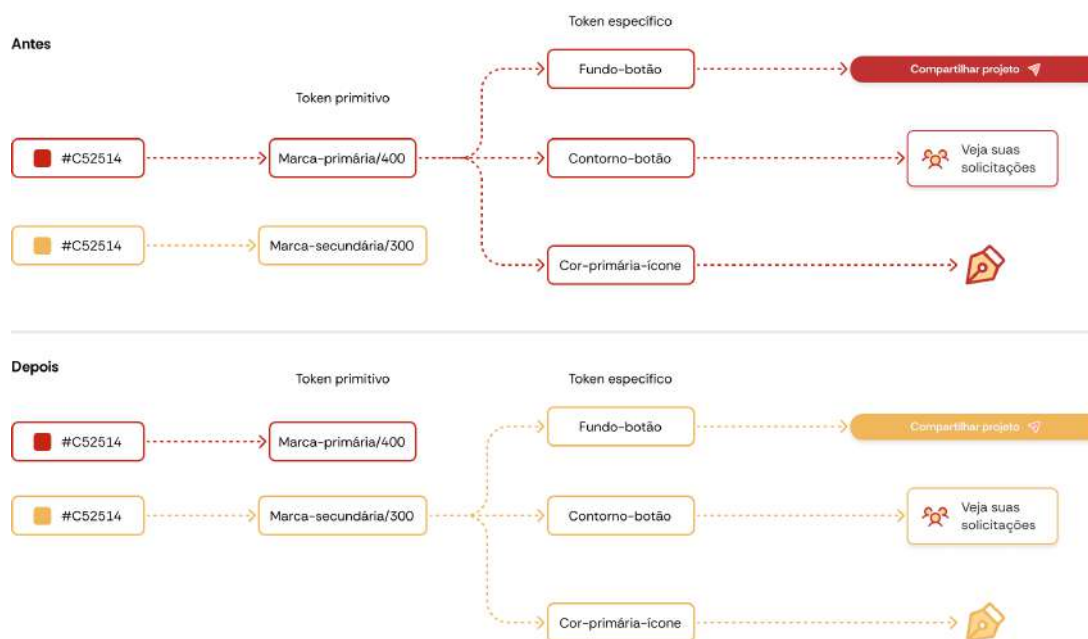 Antes
Token específico
Token primitivo
Fundo-botão
Compartilhar projeto
#C52514
Marca-primária/400
Contorno-botão
Veja suas
solicitações
#C52514
Marca-secundária/300
Cor-primária-ícone
Depois
Token primitivo
Token específico
Fundo-botão
Compartilhar projeto
#C52514
Marca-primária/400
#C52514
Marca-secundária/300
Contorno-botão
Veja suas
solicitações
Cor-primária-ícone